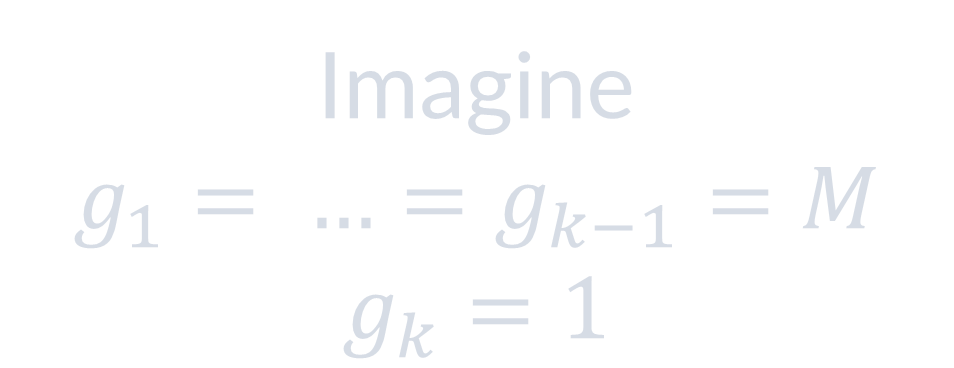 Imagine
g₁ = … = gₖ₋₁ = M
gₖ = 1